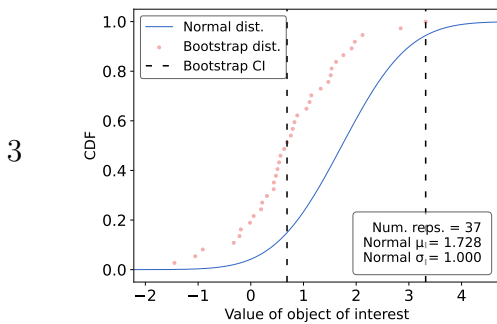 Normal dist.
Bootstrap dist.
Bootstrap CI
1.0
0.8
0.6
0.4
0.2
0.0
CDF
3
Num. reps. = 37
Normal μ = 1.728
Normal σ = 1.000
−2
−1
0
1
2
3
4
Value of object of interest